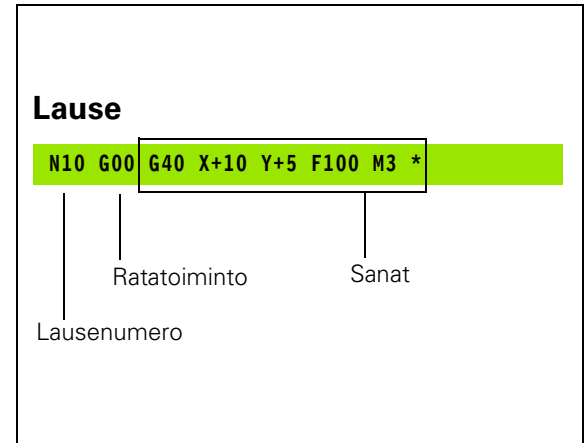 Lause
N10 G00 G40 X+10 Y+5 F100 M3 *
Ratatoiminto Sanat
Lausenumero